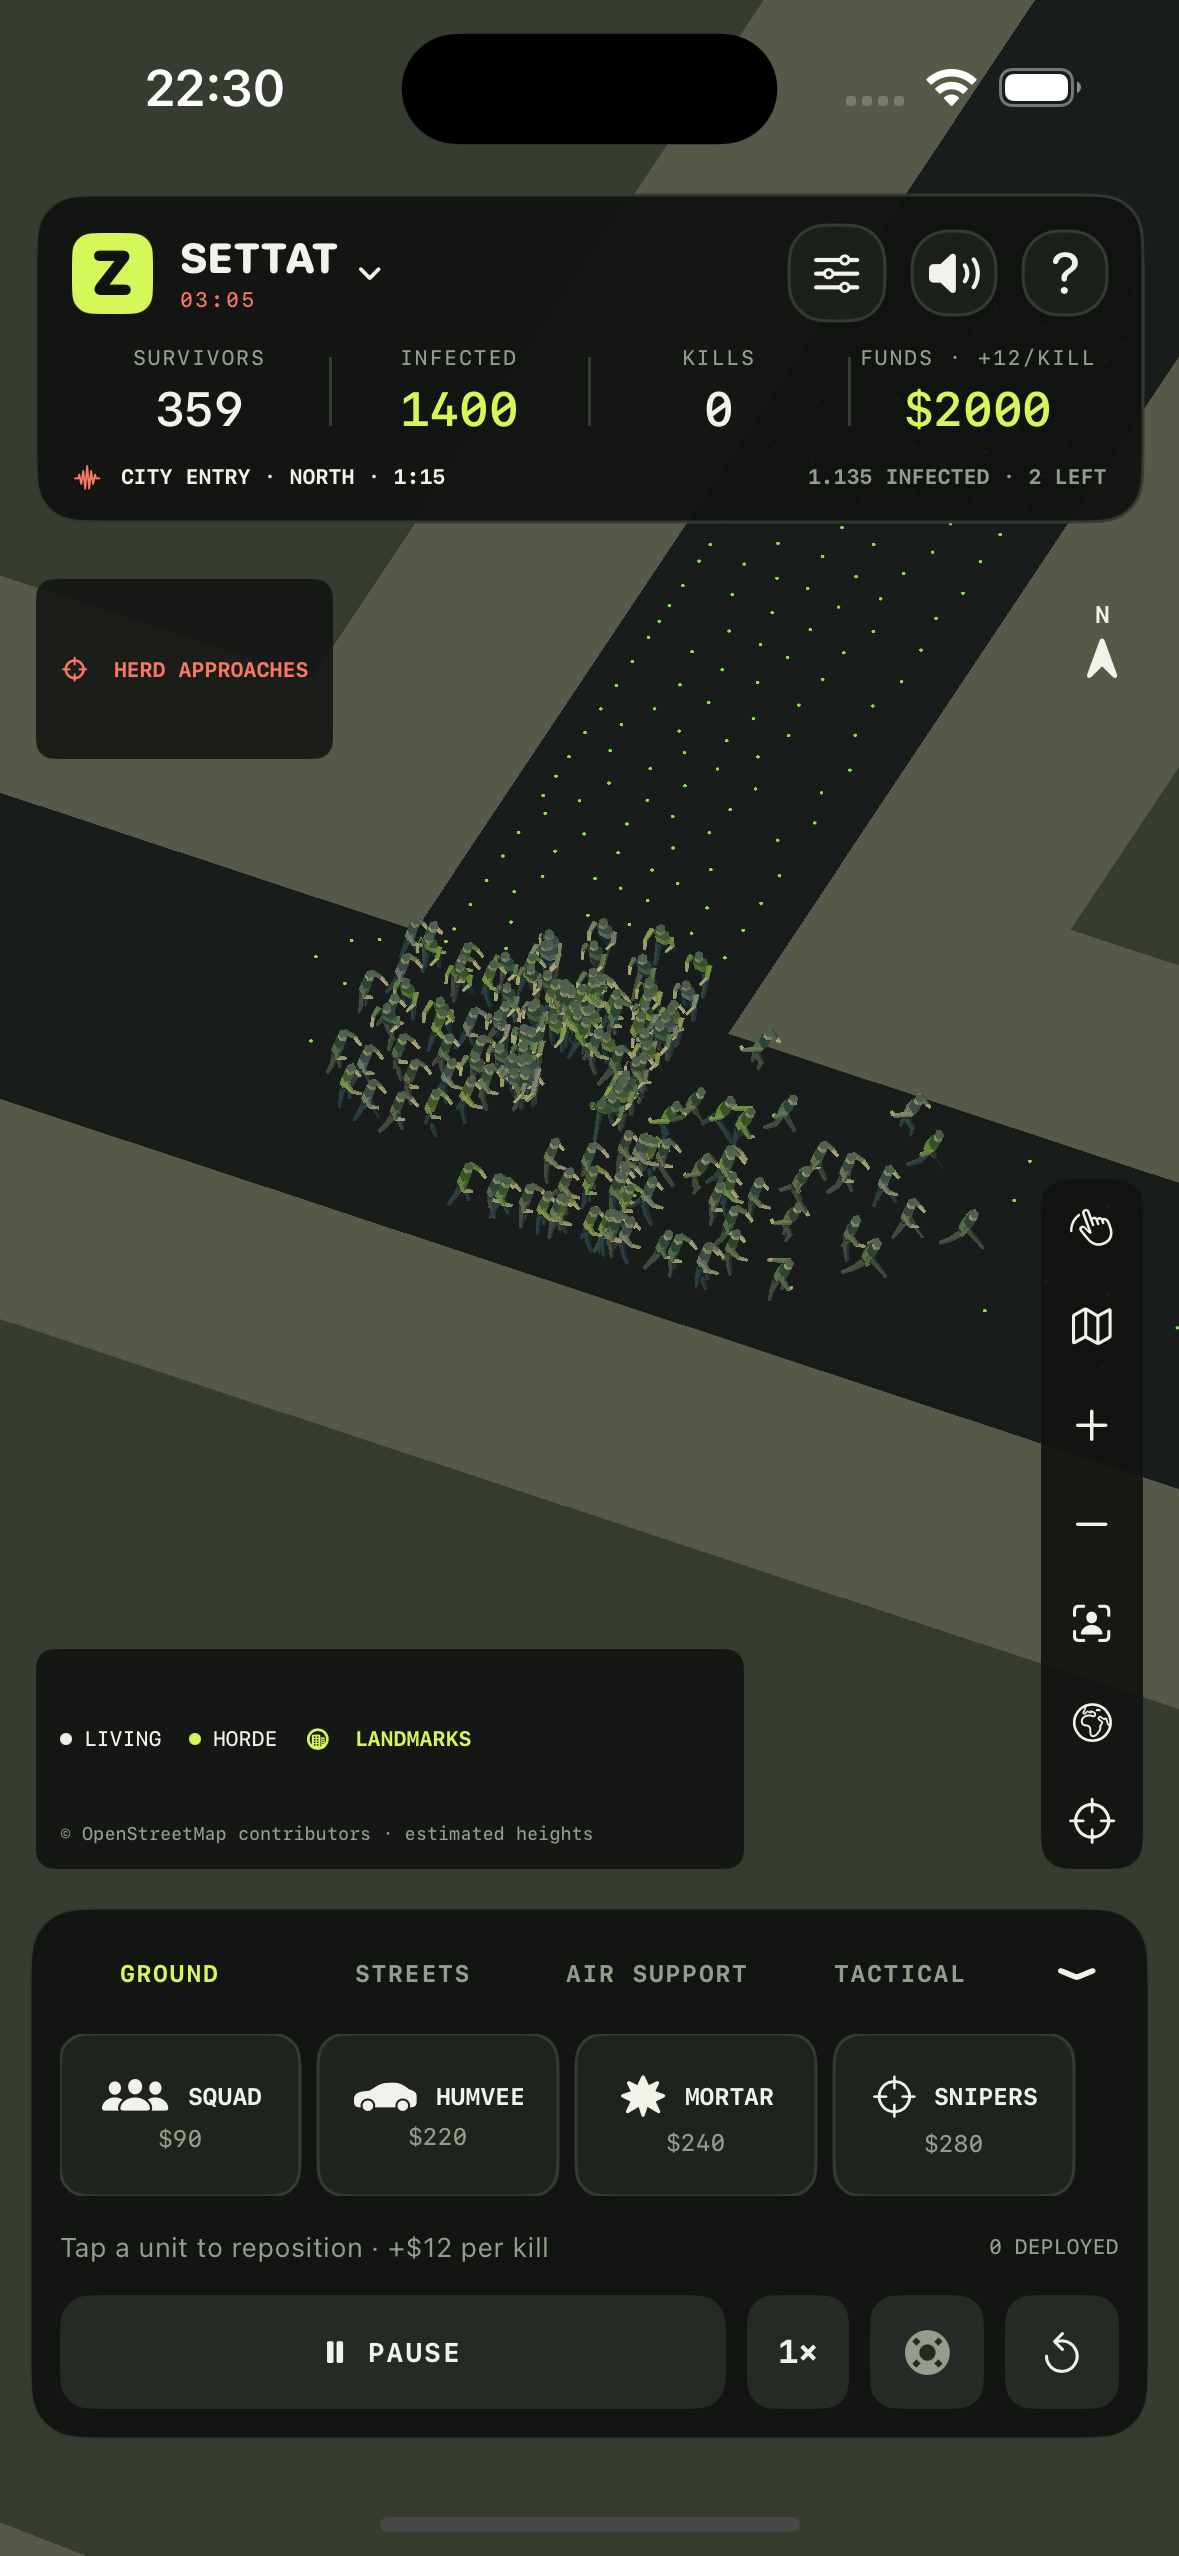 22:30
Z
SETTAT
03:05
?
SURVIVORS
359
INFECTED
1400
KILLS
0
FUNDS · +12/KILL
$2000
CITY ENTRY · NORTH · 1:15
1.135 INFECTED · 2 LEFT
HERD APPROACHES
N
LIVING
HORDE
LANDMARKS
© OpenStreetMap contributors · estimated heights
GROUND
STREETS
AIR SUPPORT
TACTICAL
SQUAD
$90
HUMVEE
$220
MORTAR
$240
SNIPERS
$280
Tap a unit to reposition · +$12 per kill
0 DEPLOYED
PAUSE
1×